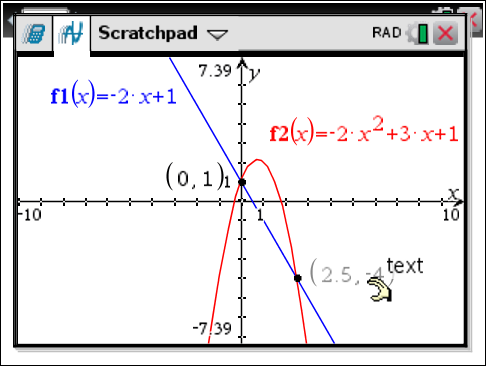 Scratchpad RAD
7.39 y
f1(x)=-2·x+1
f2(x)=-2·x²+3·x+1
(0, 1) 1
x
-10 1 10
(2.5, -4) text
-7.39